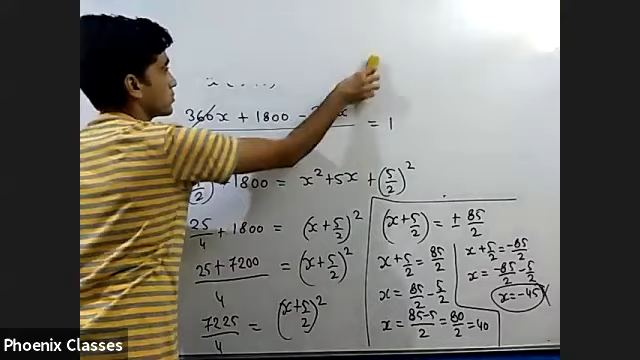 360x + 1800 - x = 1
+ 1800 = x² + 5x + (5/2)²
25/4 + 1800 = (x + 5/2)²
25 + 7200 / 4 = (x + 5/2)²
7225/4 = (x + 5/2)²
(x + 5/2) = ± 85/2
x + 5/2 = 85/2
x = 85/2 - 5/2
x = 85-5/2 = 80/2 = 40
x + 5/2 = -85/2
x = -85/2 - 5/2
x = -45
Phoenix Classes